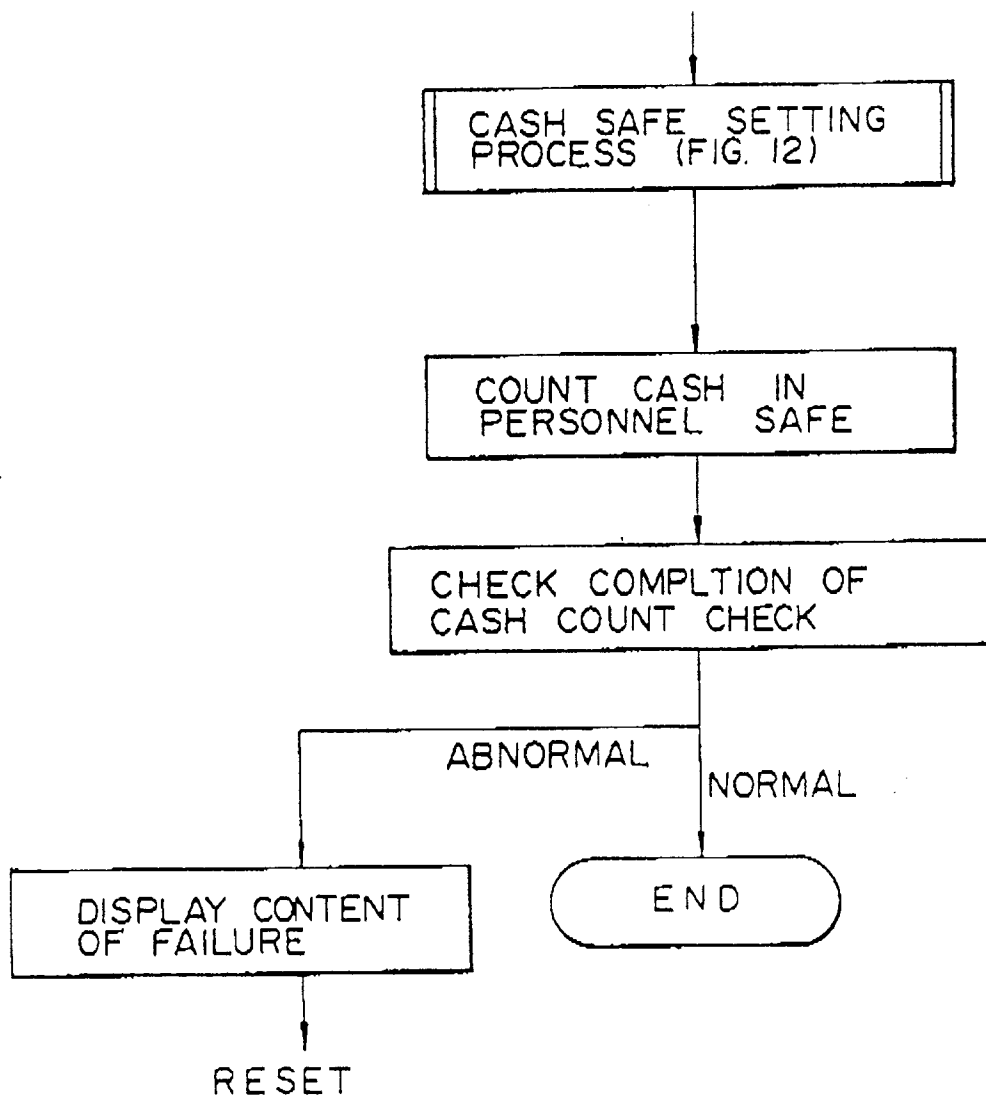 CASH SAFE SETTING
PROCESS (FIG. 12)
COUNT CASH IN
PERSONNEL SAFE
CHECK COMPLTION OF
CASH COUNT CHECK
ABNORMAL
NORMAL
DISPLAY CONTENT
OF FAILURE
END
RESET